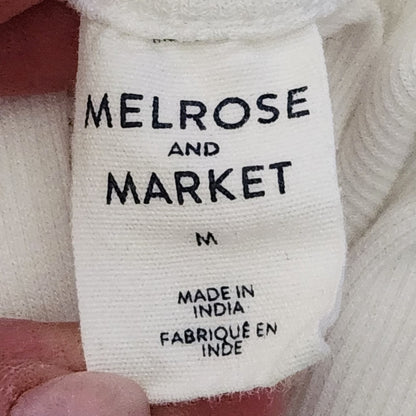 MELROSE
AND
MARKET
M
MADE IN
INDIA
FABRIQUÉ EN
INDE